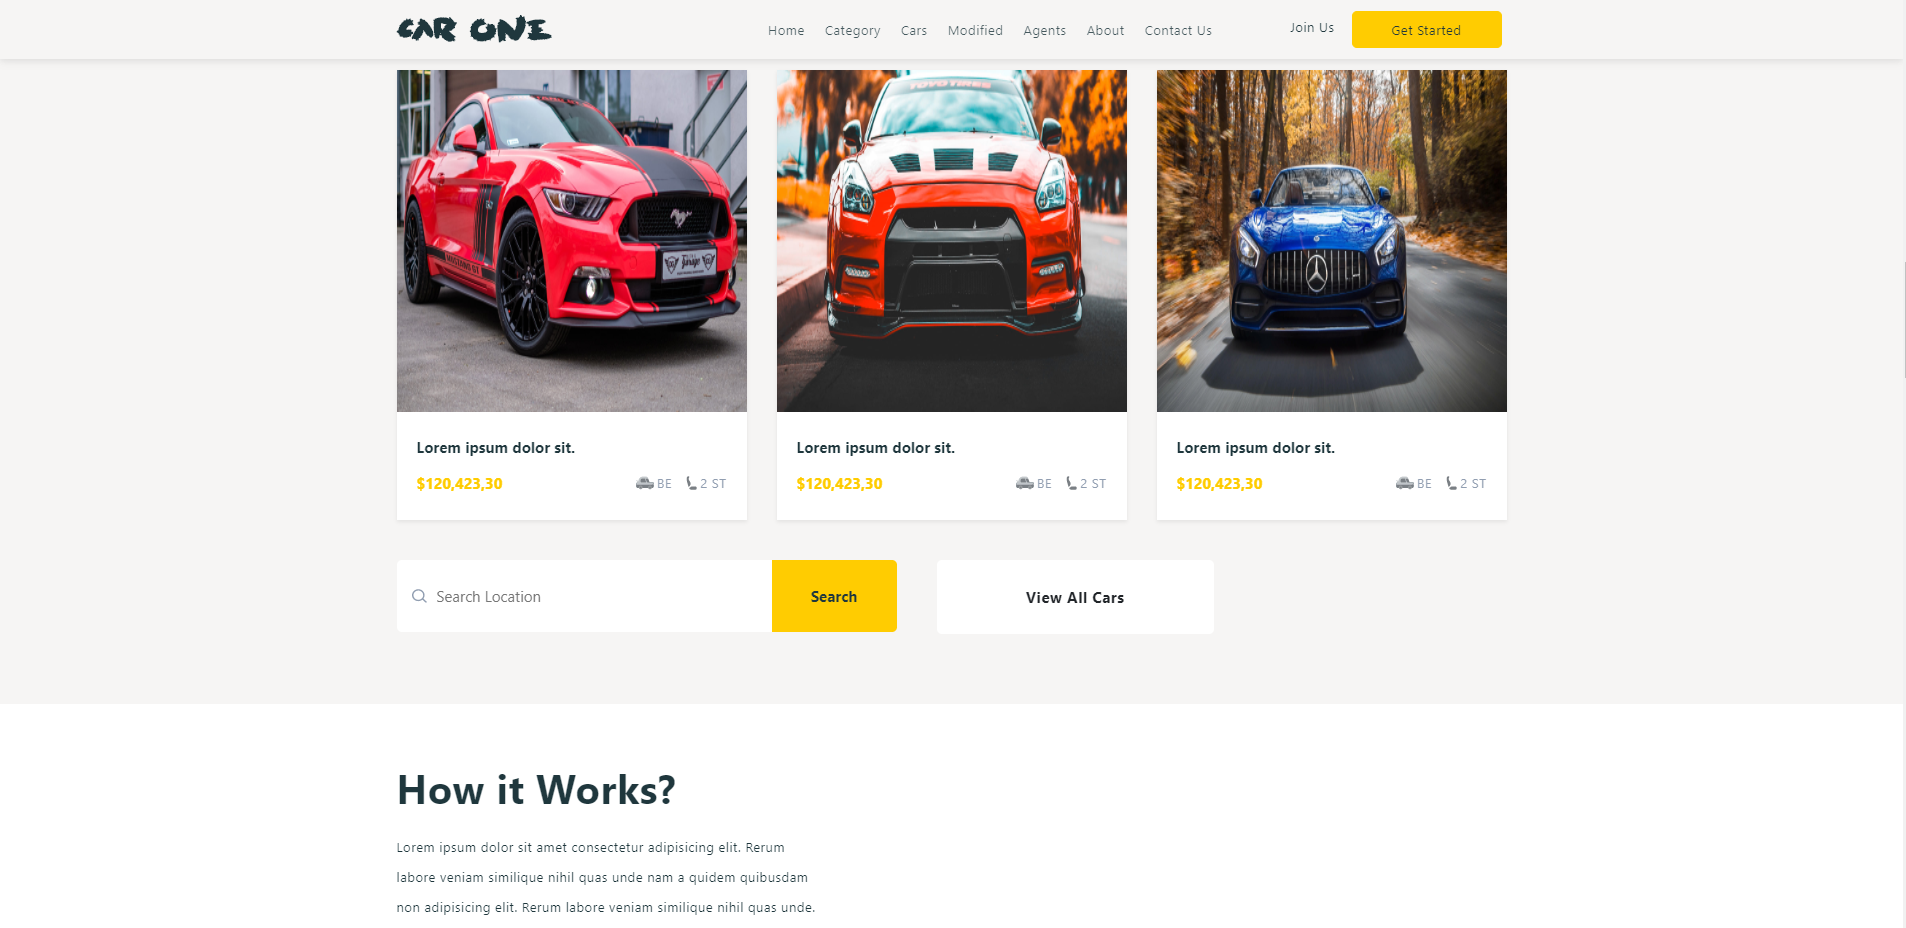 CAR ONE
Home Category Cars Modified Agents About Contact Us
Join Us
Get Started
TOYOTIRES
MUSTANG GT
Garage
Lorem ipsum dolor sit.
$120,423,30 BE 2 ST
Lorem ipsum dolor sit.
$120,423,30 BE 2 ST
Lorem ipsum dolor sit.
$120,423,30 BE 2 ST
Search Location
Search
View All Cars
How it Works?
Lorem ipsum dolor sit amet consectetur adipisicing elit. Rerum
labore veniam similique nihil quas unde nam a quidem quibusdam
non adipisicing elit. Rerum labore veniam similique nihil quas unde.